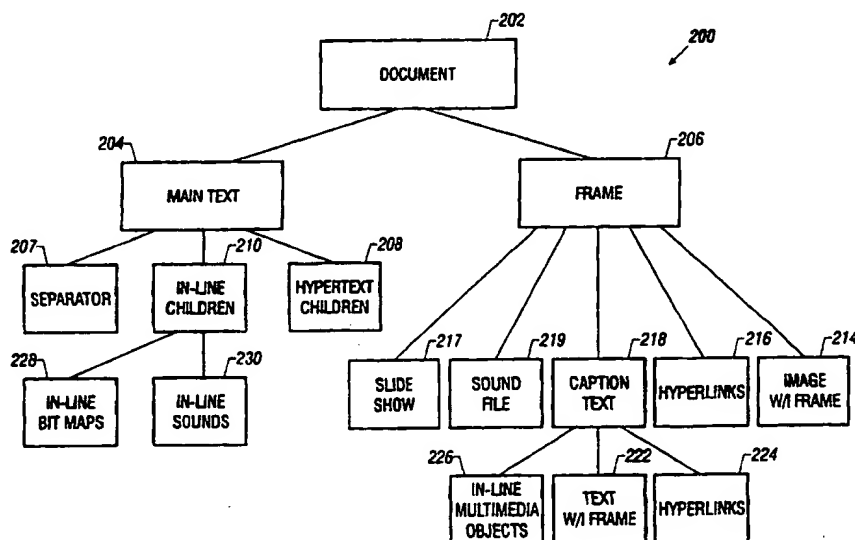 202
200
DOCUMENT
204
206
MAIN TEXT
FRAME
207
210
208
SEPARATOR
IN-LINE
CHILDREN
HYPERTEXT
CHILDREN
217
219
218
216
214
228
230
IN-LINE
BIT MAPS
IN-LINE
SOUNDS
SLIDE
SHOW
SOUND
FILE
CAPTION
TEXT
HYPERLINKS
IMAGE
W/I FRAME
226
222
224
IN-LINE
MULTIMEDIA
OBJECTS
TEXT
W/I FRAME
HYPERLINKS